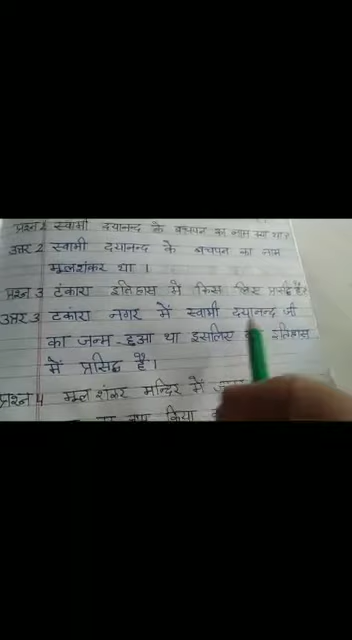 प्रश्न 2 स्वामी दयानन्द के बचपन का नाम क्या था?
उत्तर 2 स्वामी दयानन्द के बचपन का नाम
मूलशंकर था ।
प्रश्न 3 टंकारा इतिहास में किस लिए प्रसिद्ध है?
उत्तर 3 टंकारा नगर में स्वामी दयानन्द जी
का जन्म हुआ था इसलिए इतिहास
में प्रसिद्ध है।
प्रश्न 4 मूलशंकर मन्दिर में
किया